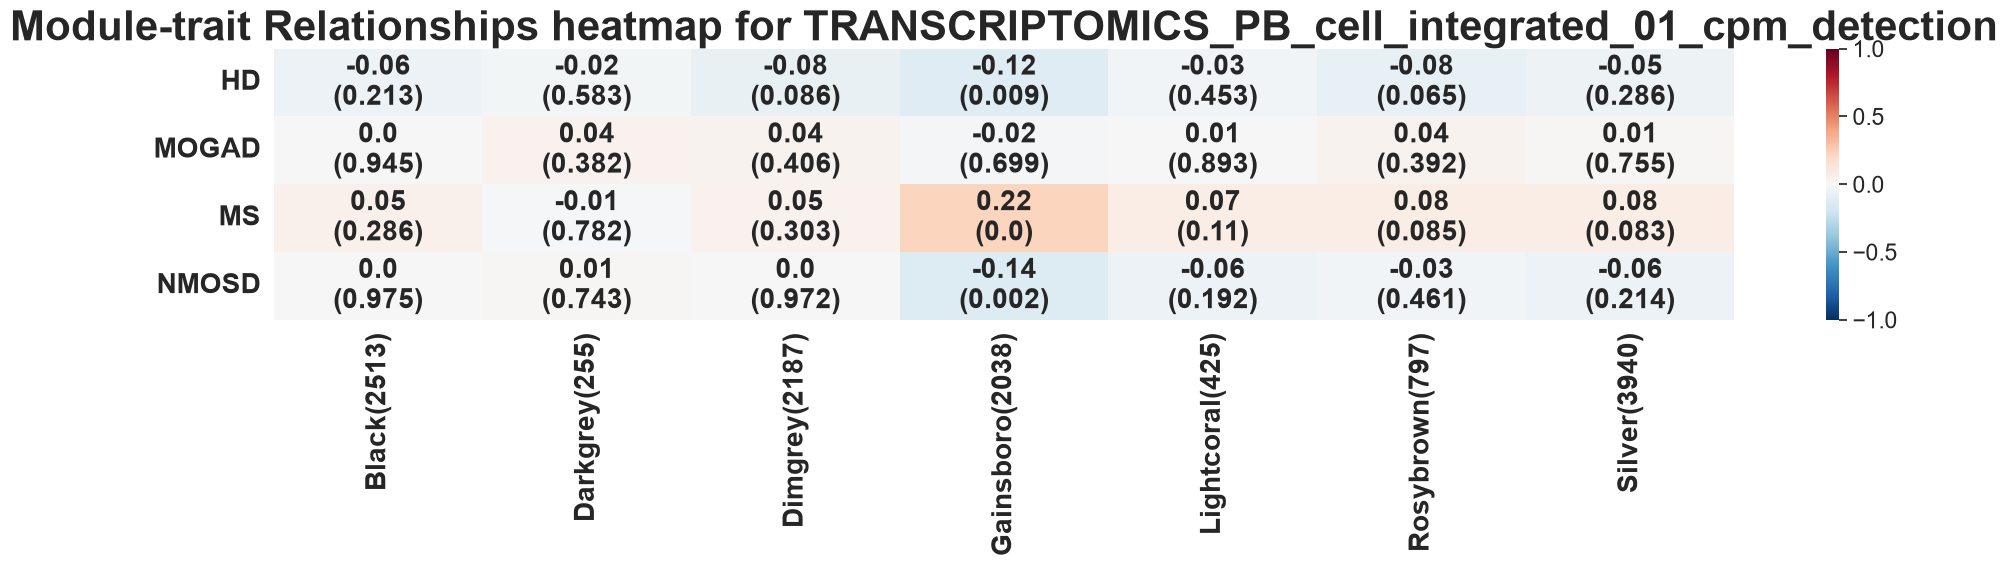 Module-trait Relationships heatmap for TRANSCRIPTOMICS_PB_cell_integrated_01_cpm_detection
HD
-0.06 -0.02 -0.08 -0.12 -0.03 -0.08 -0.05
(0.213) (0.583) (0.086) (0.009) (0.453) (0.065) (0.286)
MOGAD
0.0 0.04 0.04 -0.02 0.01 0.04 0.01
(0.945) (0.382) (0.406) (0.699) (0.893) (0.392) (0.755)
MS
0.05 -0.01 0.05 0.22 0.07 0.08 0.08
(0.286) (0.782) (0.303) (0.0) (0.11) (0.085) (0.083)
NMOSD
0.0 0.01 0.0 -0.14 -0.06 -0.03 -0.06
(0.975) (0.743) (0.972) (0.002) (0.192) (0.461) (0.214)
Black(2513)
Darkgrey(255)
Dimgrey(2187)
Gainsboro(2038)
Lightcoral(425)
Rosybrown(797)
Silver(3940)
1.0
0.5
0.0
−0.5
−1.0